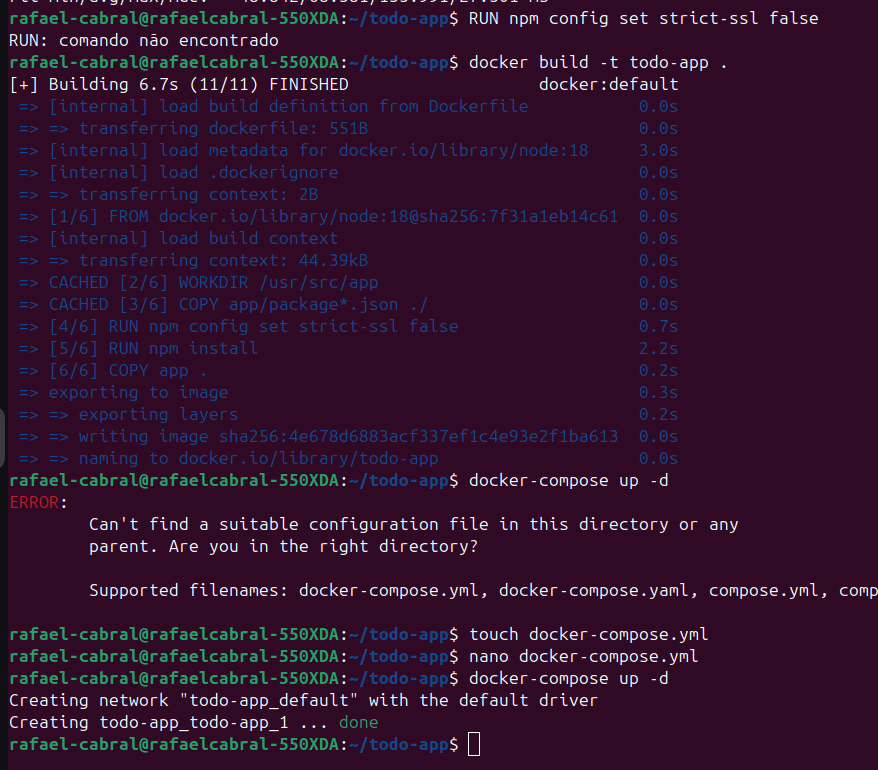 rafael-cabral@rafaelcabral-550XDA:~/todo-app$ RUN npm config set strict-ssl false
RUN: comando não encontrado
rafael-cabral@rafaelcabral-550XDA:~/todo-app$ docker build -t todo-app .
[+] Building 6.7s (11/11) FINISHED docker:default
=> [internal] load build definition from Dockerfile 0.0s
=> => transferring dockerfile: 551B 0.0s
=> [internal] load metadata for docker.io/library/node:18 3.0s
=> [internal] load .dockerignore 0.0s
=> => transferring context: 2B 0.0s
=> [1/6] FROM docker.io/library/node:18@sha256:7f31a1eb14c61 0.0s
=> [internal] load build context 0.0s
=> => transferring context: 44.39kB 0.0s
=> CACHED [2/6] WORKDIR /usr/src/app 0.0s
=> CACHED [3/6] COPY app/package*.json ./ 0.0s
=> [4/6] RUN npm config set strict-ssl false 0.7s
=> [5/6] RUN npm install 2.2s
=> [6/6] COPY app . 0.2s
=> exporting to image 0.3s
=> => exporting layers 0.2s
=> => writing image sha256:4e678d6883acf337ef1c4e93e2f1ba613 0.0s
=> => naming to docker.io/library/todo-app 0.0s
rafael-cabral@rafaelcabral-550XDA:~/todo-app$ docker-compose up -d
ERROR:
Can't find a suitable configuration file in this directory or any
parent. Are you in the right directory?
Supported filenames: docker-compose.yml, docker-compose.yaml, compose.yml, comp
rafael-cabral@rafaelcabral-550XDA:~/todo-app$ touch docker-compose.yml
rafael-cabral@rafaelcabral-550XDA:~/todo-app$ nano docker-compose.yml
rafael-cabral@rafaelcabral-550XDA:~/todo-app$ docker-compose up -d
Creating network "todo-app_default" with the default driver
Creating todo-app_todo-app_1 ... done
rafael-cabral@rafaelcabral-550XDA:~/todo-app$